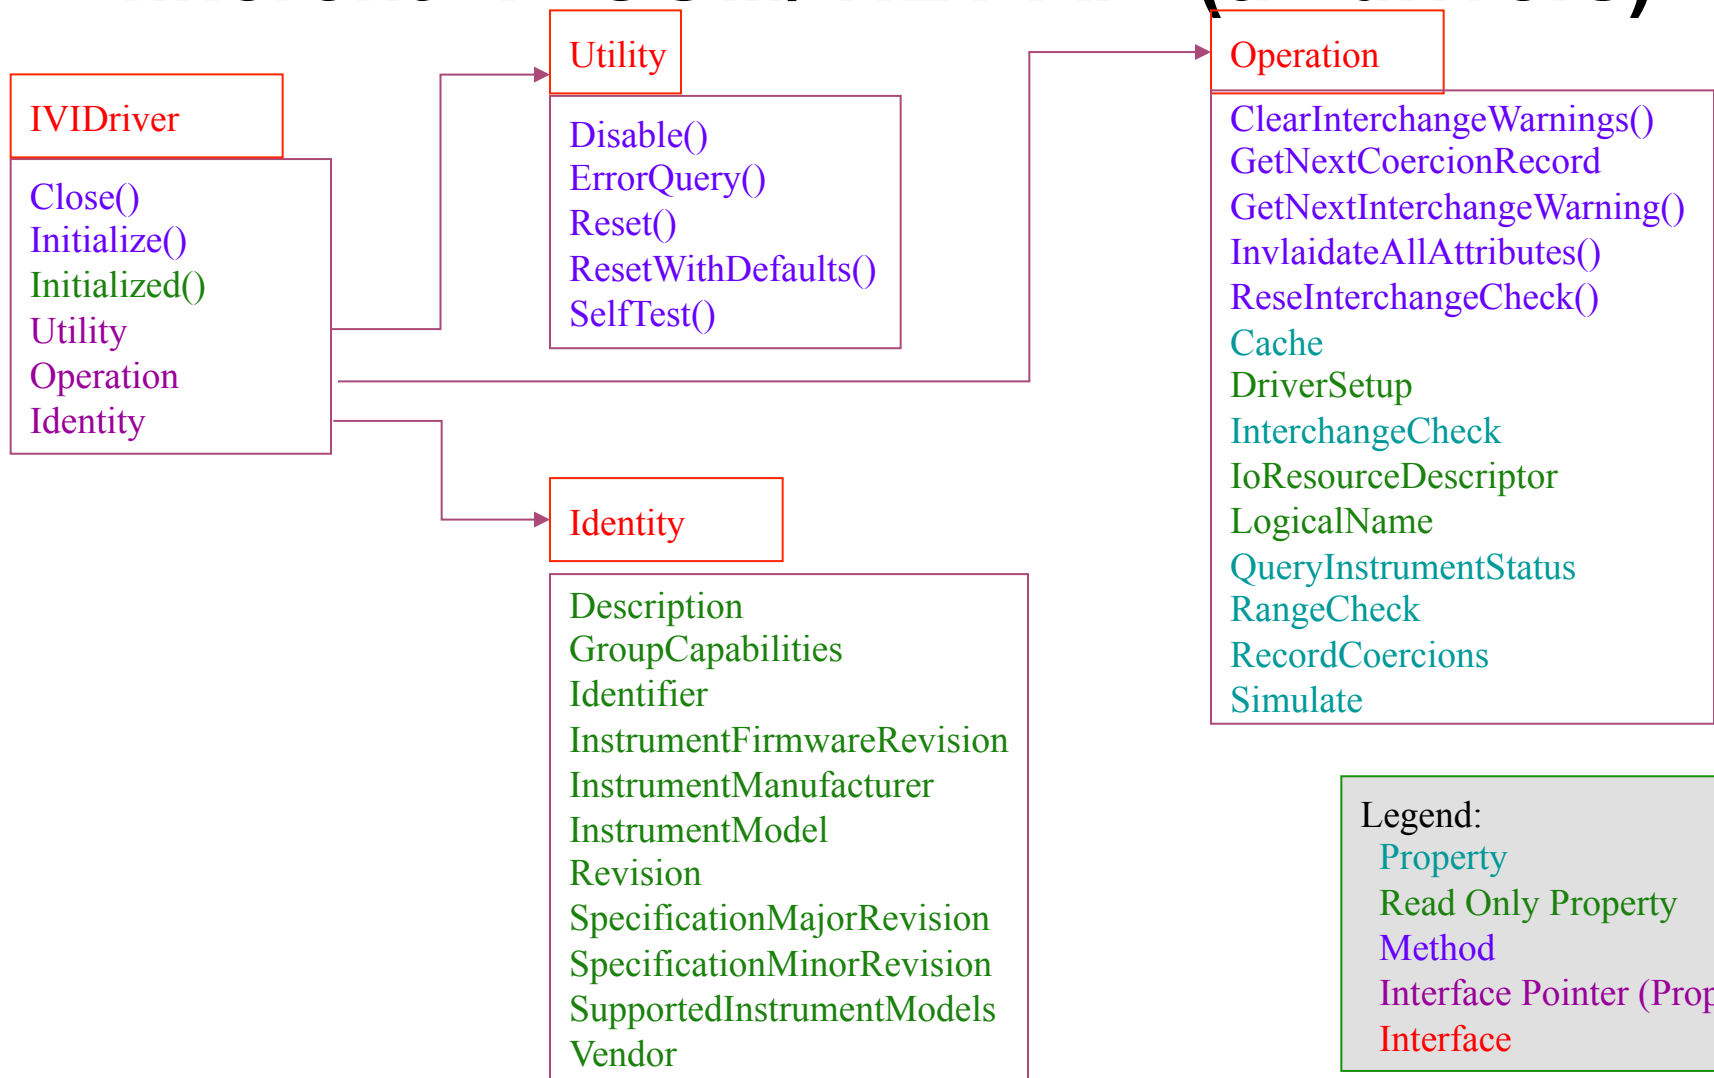 IVIDriver
Close()
Initialize()
Initialized()
Utility
Operation
Identity
Utility
Disable()
ErrorQuery()
Reset()
ResetWithDefaults()
SelfTest()
Identity
Description
GroupCapabilities
Identifier
InstrumentFirmwareRevision
InstrumentManufacturer
InstrumentModel
Revision
SpecificationMajorRevision
SpecificationMinorRevision
SupportedInstrumentModels
Vendor
Operation
ClearInterchangeWarnings()
GetNextCoercionRecord
GetNextInterchangeWarning()
InvlaidateAllAttributes()
ReseInterchangeCheck()
Cache
DriverSetup
InterchangeCheck
IoResourceDescriptor
LogicalName
QueryInstrumentStatus
RangeCheck
RecordCoercions
Simulate
Legend:
Property
Read Only Property
Method
Interface Pointer (Prop
Interface